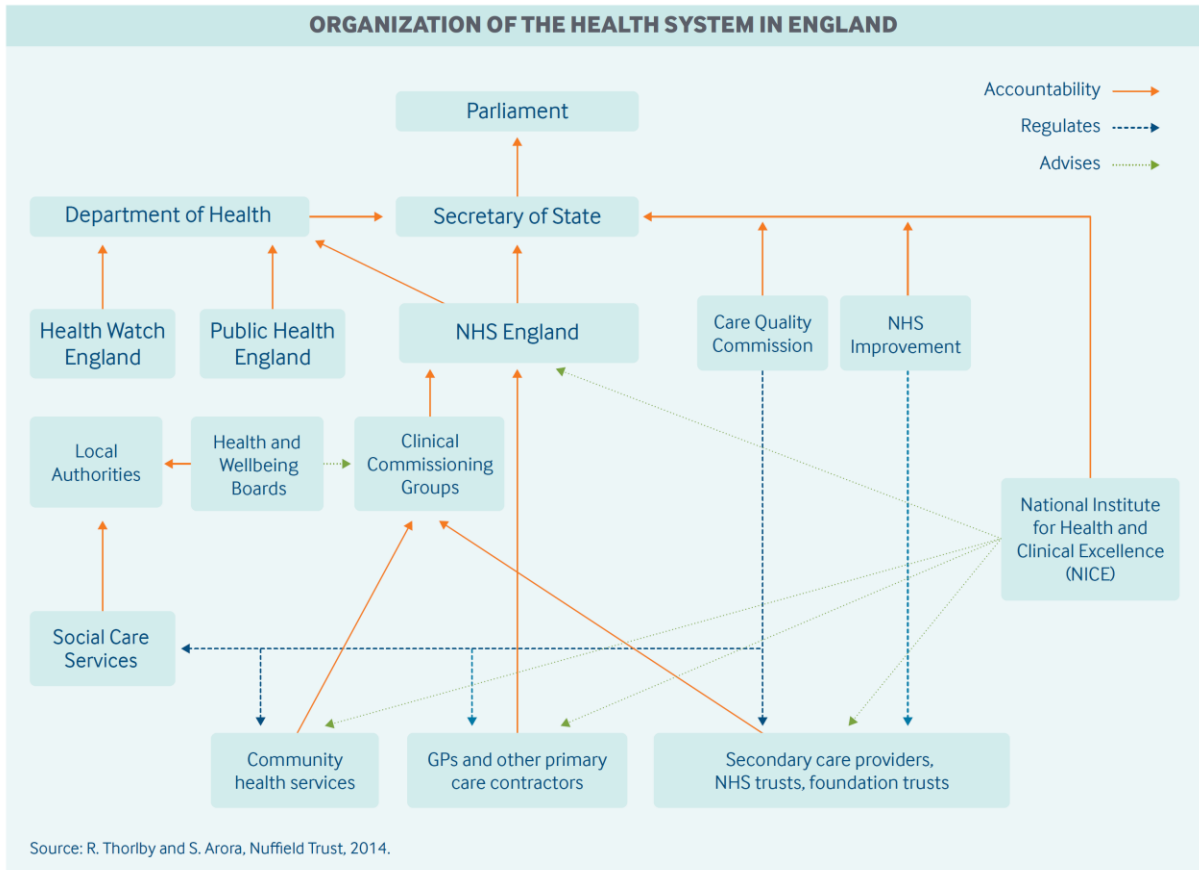 ORGANIZATION OF THE HEALTH SYSTEM IN ENGLAND
Accountability
Regulates
Advises
Parliament
Department of Health
Secretary of State
Health Watch
England
Public Health
England
NHS England
Care Quality
Commission
NHS
Improvement
Local
Authorities
Health and
Wellbeing
Boards
Clinical
Commissioning
Groups
National Institute
for Health and
Clinical Excellence
(NICE)
Social Care
Services
Community
health services
GPs and other primary
care contractors
Secondary care providers,
NHS trusts, foundation trusts
Source: R. Thorlby and S. Arora, Nuffield Trust, 2014.